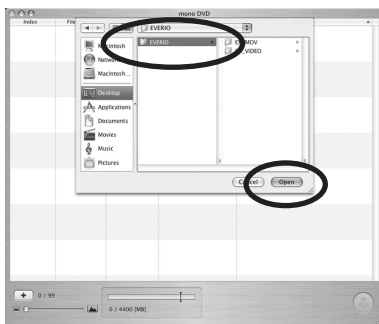 mono DVD
Index File
EVERIO
Macintosh EVERIO MOV
Network VIDEO
Macintosh...
Desktop
Applications
Documents
Movies
Music
Pictures
Open
0 / 99
0 / 4400 [MB]